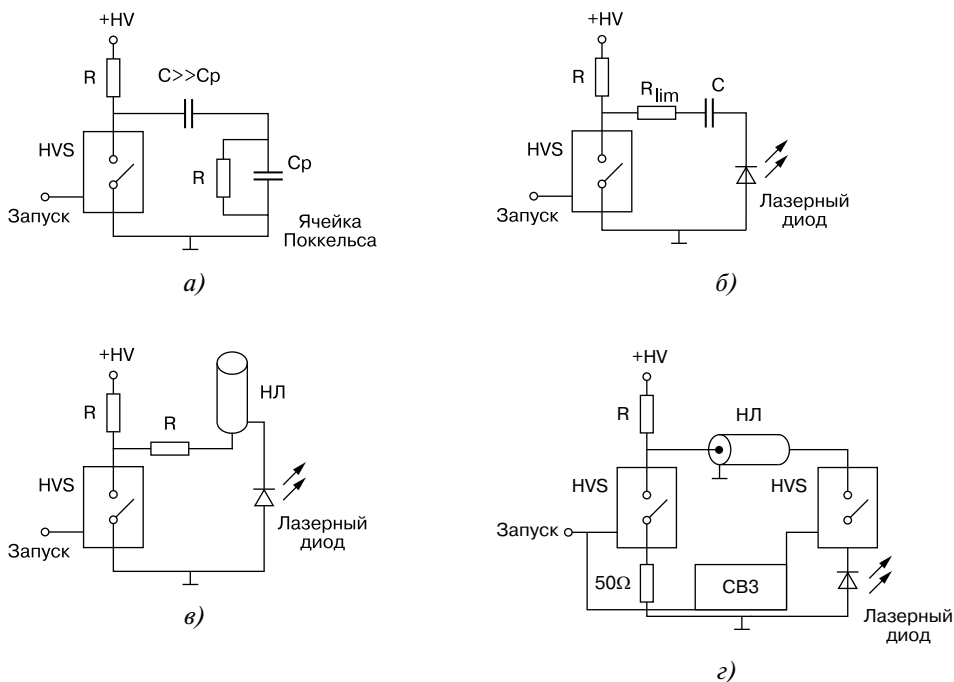 +HV
R
C>>Cp
HVS
R
Cp
Запуск
Ячейка
Поккельса
а)
+HV
R
Rlim
C
HVS
Запуск
Лазерный
диод
б)
+HV
R
R
НЛ
HVS
Запуск
Лазерный
диод
в)
+HV
R
НЛ
HVS
HVS
Запуск
50Ω
СВЗ
Лазерный
диод
г)